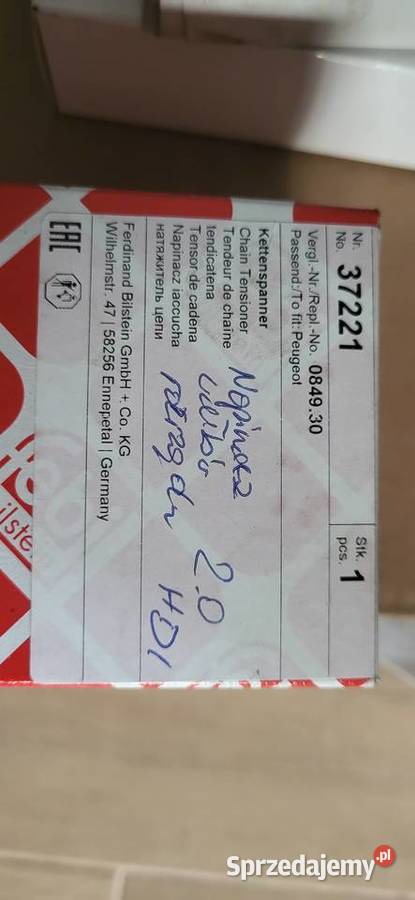 Nr.
No. 37221
Stk.
pcs. 1
Vergl.-Nr./Repl.-No. 0849.30
Passend:/To fit: Peugeot
Kettenspanner
Chain Tensioner
Tendeur de chaîne
tendicatena
Tensor de cadena
Napinacz łaccucha
натяжитель цепи
Napinacz
rozrządu
2.0
HDI
Ferdinand Bilstein GmbH + Co. KG
Wilhelmstr. 47 | 58256 Ennepetal | Germany
EAC
ilste
Sprzedajemy.pl